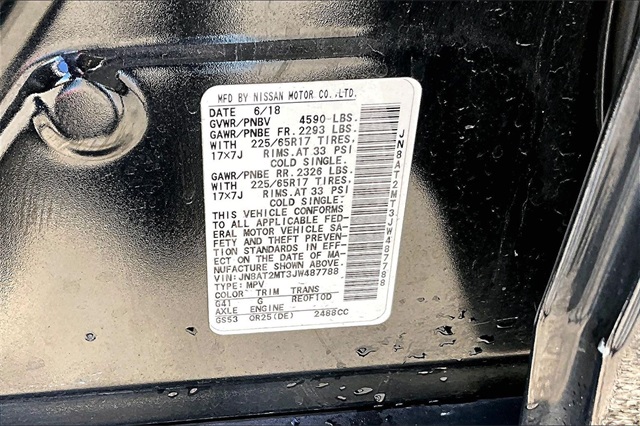 MFD BY NISSAN MOTOR CO.,LTD.
DATE 6/18
GVWR/PNBV 4590 LBS.
GAWR/PNBE FR. 2293 LBS.
WITH 225/65R17 TIRES,
17×7J RIMS.AT 33 PSI
COLD SINGLE.
GAWR/PNBE RR. 2326 LBS.
WITH 225/65R17 TIRES,
17×7J RIMS.AT 33 PSI
COLD SINGLE.
THIS VEHICLE CONFORMS
TO ALL APPLICABLE FED-
ERAL MOTOR VEHICLE SA-
FETY AND THEFT PREVEN-
TION STANDARDS IN EFF-
ECT ON THE DATE OF MA-
NUFACTURE SHOWN ABOVE.
VIN: JN8AT2MT3JW487788
TYPE: MPV
COLOR TRIM TRANS
G41 G RE0F10D
AXLE ENGINE
GS53 QR25(DE) 2488CC
JN8AT2MT3JW487788